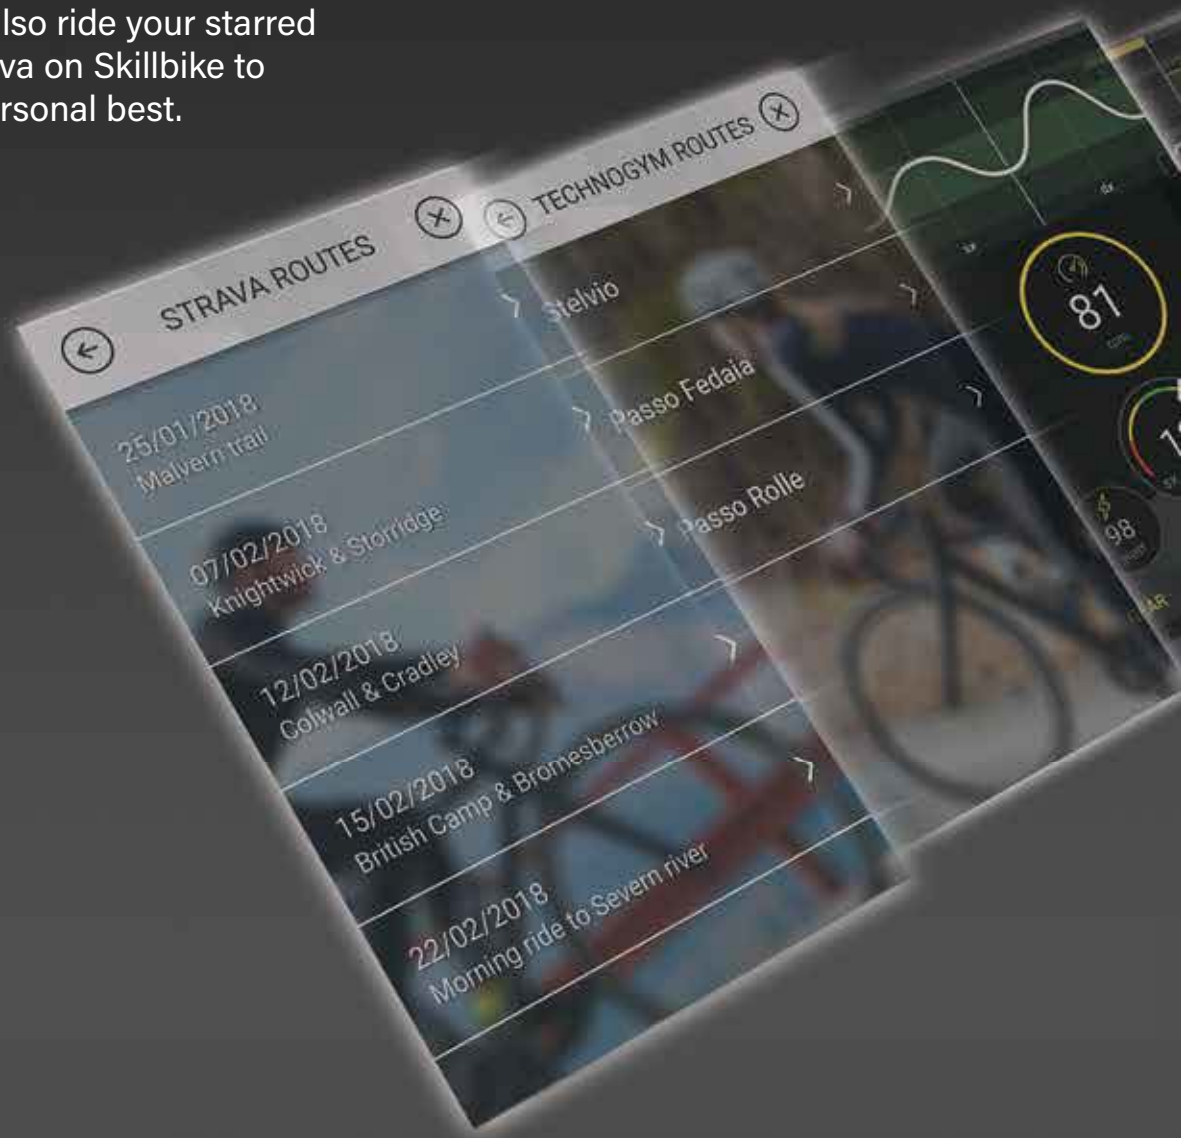 lso ride your starred
va on Skillbike to
rsonal best.
STRAVA ROUTES
25/01/2018
Malvern trail
07/02/2018
Knightwick & Storridge
12/02/2018
Colwall & Cradley
15/02/2018
British Camp & Bromesberrow
22/02/2018
Morning ride to Severn river
TECHNOGYM ROUTES
Stelvio
Passo Fedaia
Passo Rolle
sx
dx
81
98